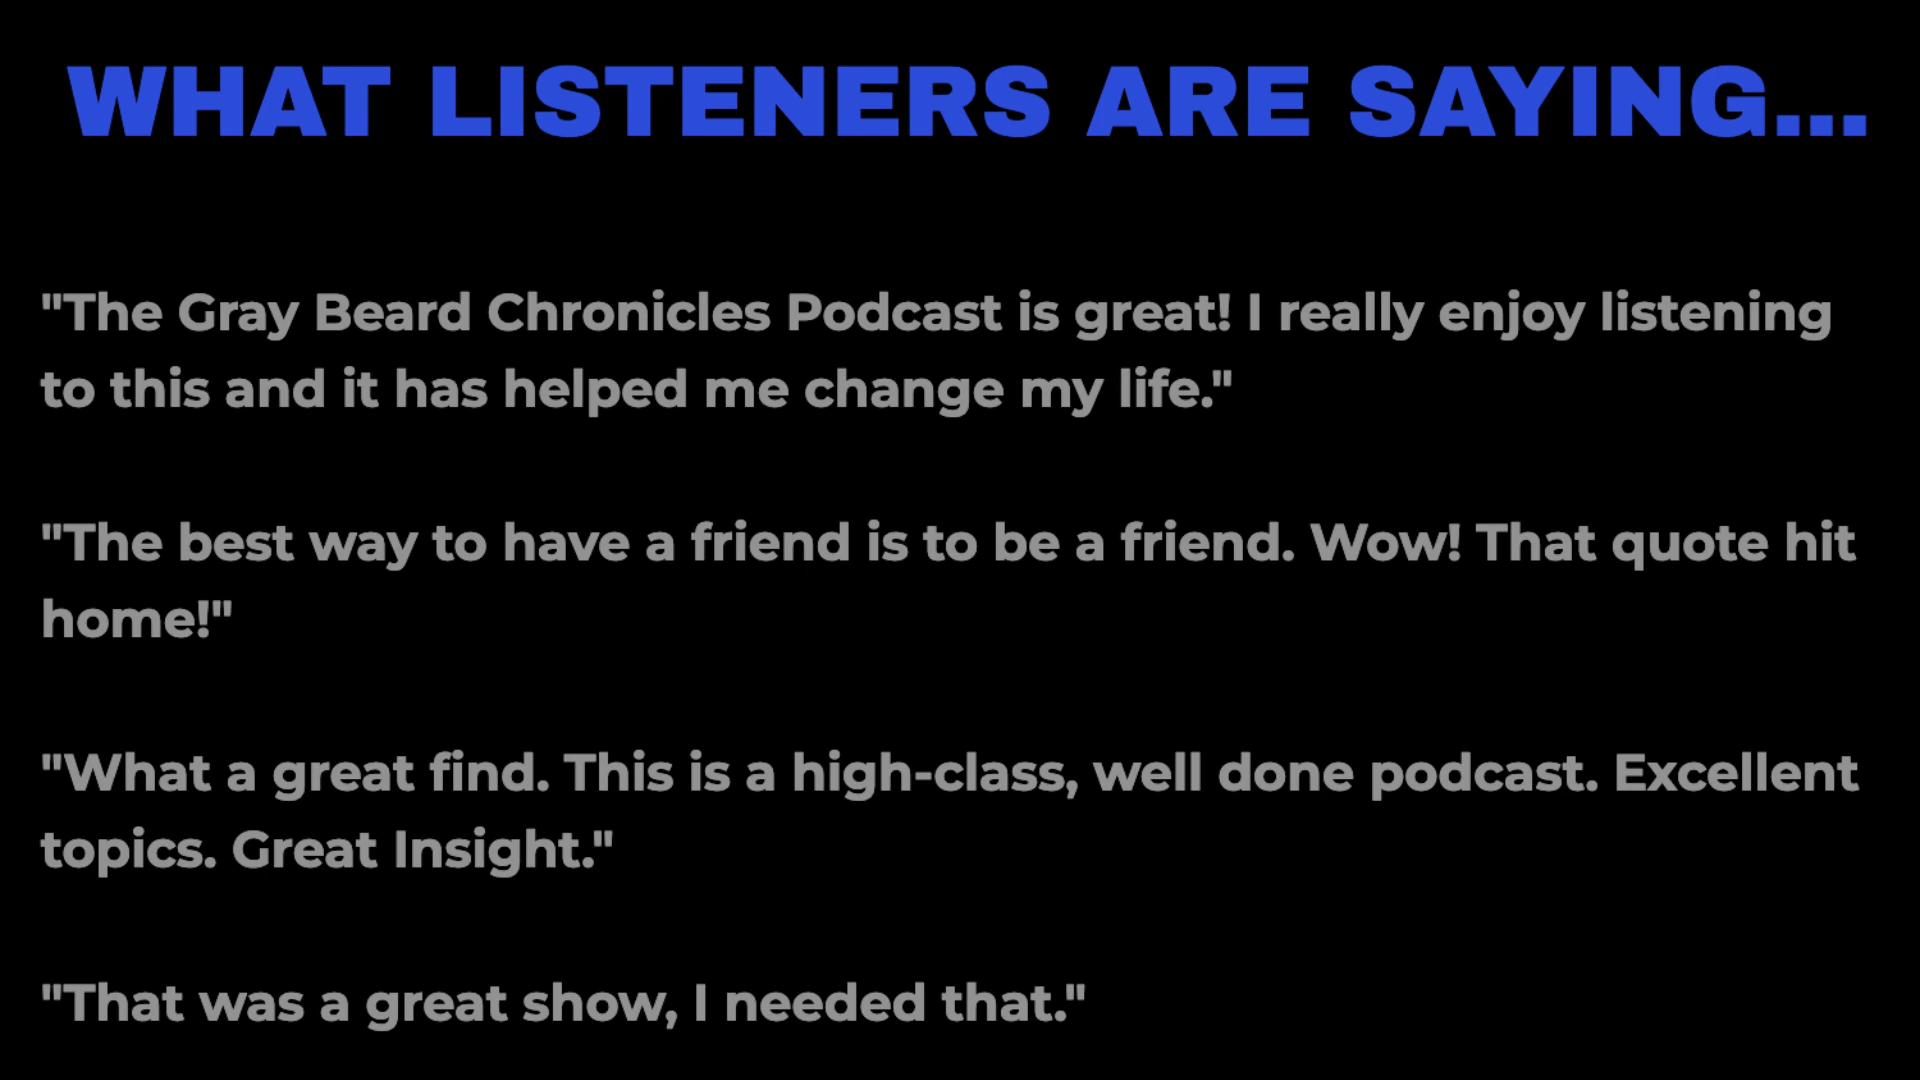 WHAT LISTENERS ARE SAYING...
"The Gray Beard Chronicles Podcast is great! I really enjoy listening
to this and it has helped me change my life."
"The best way to have a friend is to be a friend. Wow! That quote hit
home!"
"What a great find. This is a high-class, well done podcast. Excellent
topics. Great Insight."
"That was a great show, I needed that."